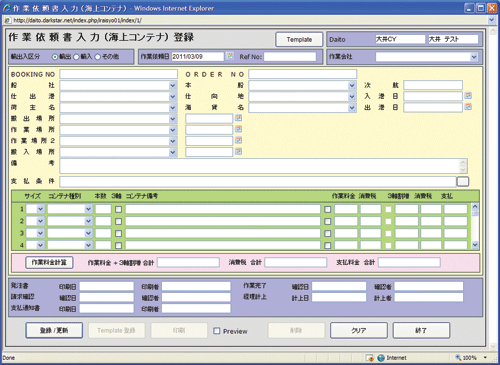 作業依頼書入力(海上コンテナ) - Windows Internet Explorer
http://daito.darkstar.net/index.php/iraisyo01/index/1/
作業依頼書入力(海上コンテナ)登録 Template Daito 大井CY 大井 テスト
輸出入区分 輸出 輸入 その他 作業依頼日 2011/03/09 Ref No: 作業会社
BOOKING NO ORDER NO
船社 本船 次航
仕出港 仕向地 入港日
荷主名 海貨名 出港日
搬出場所
作業場所
作業場所2
搬入場所
備考
支払条件
サイズ コンテナ種別 本数 3軸 コンテナ備考 作業料金 消費税 3軸割増 消費税 支払
1
2
3
4
作業料金計算 作業料金 + 3軸割増 合計 消費税 合計 支払料金 合計
発注書 印刷日 印刷者 作業完了 確認日 確認者
請求確認 確認日 確認者 経理計上 計上日 計上者
支払通知書 印刷日 印刷者
登録/更新 Template 登録 印刷 Preview 削除 クリア 終了
Done Internet 100%